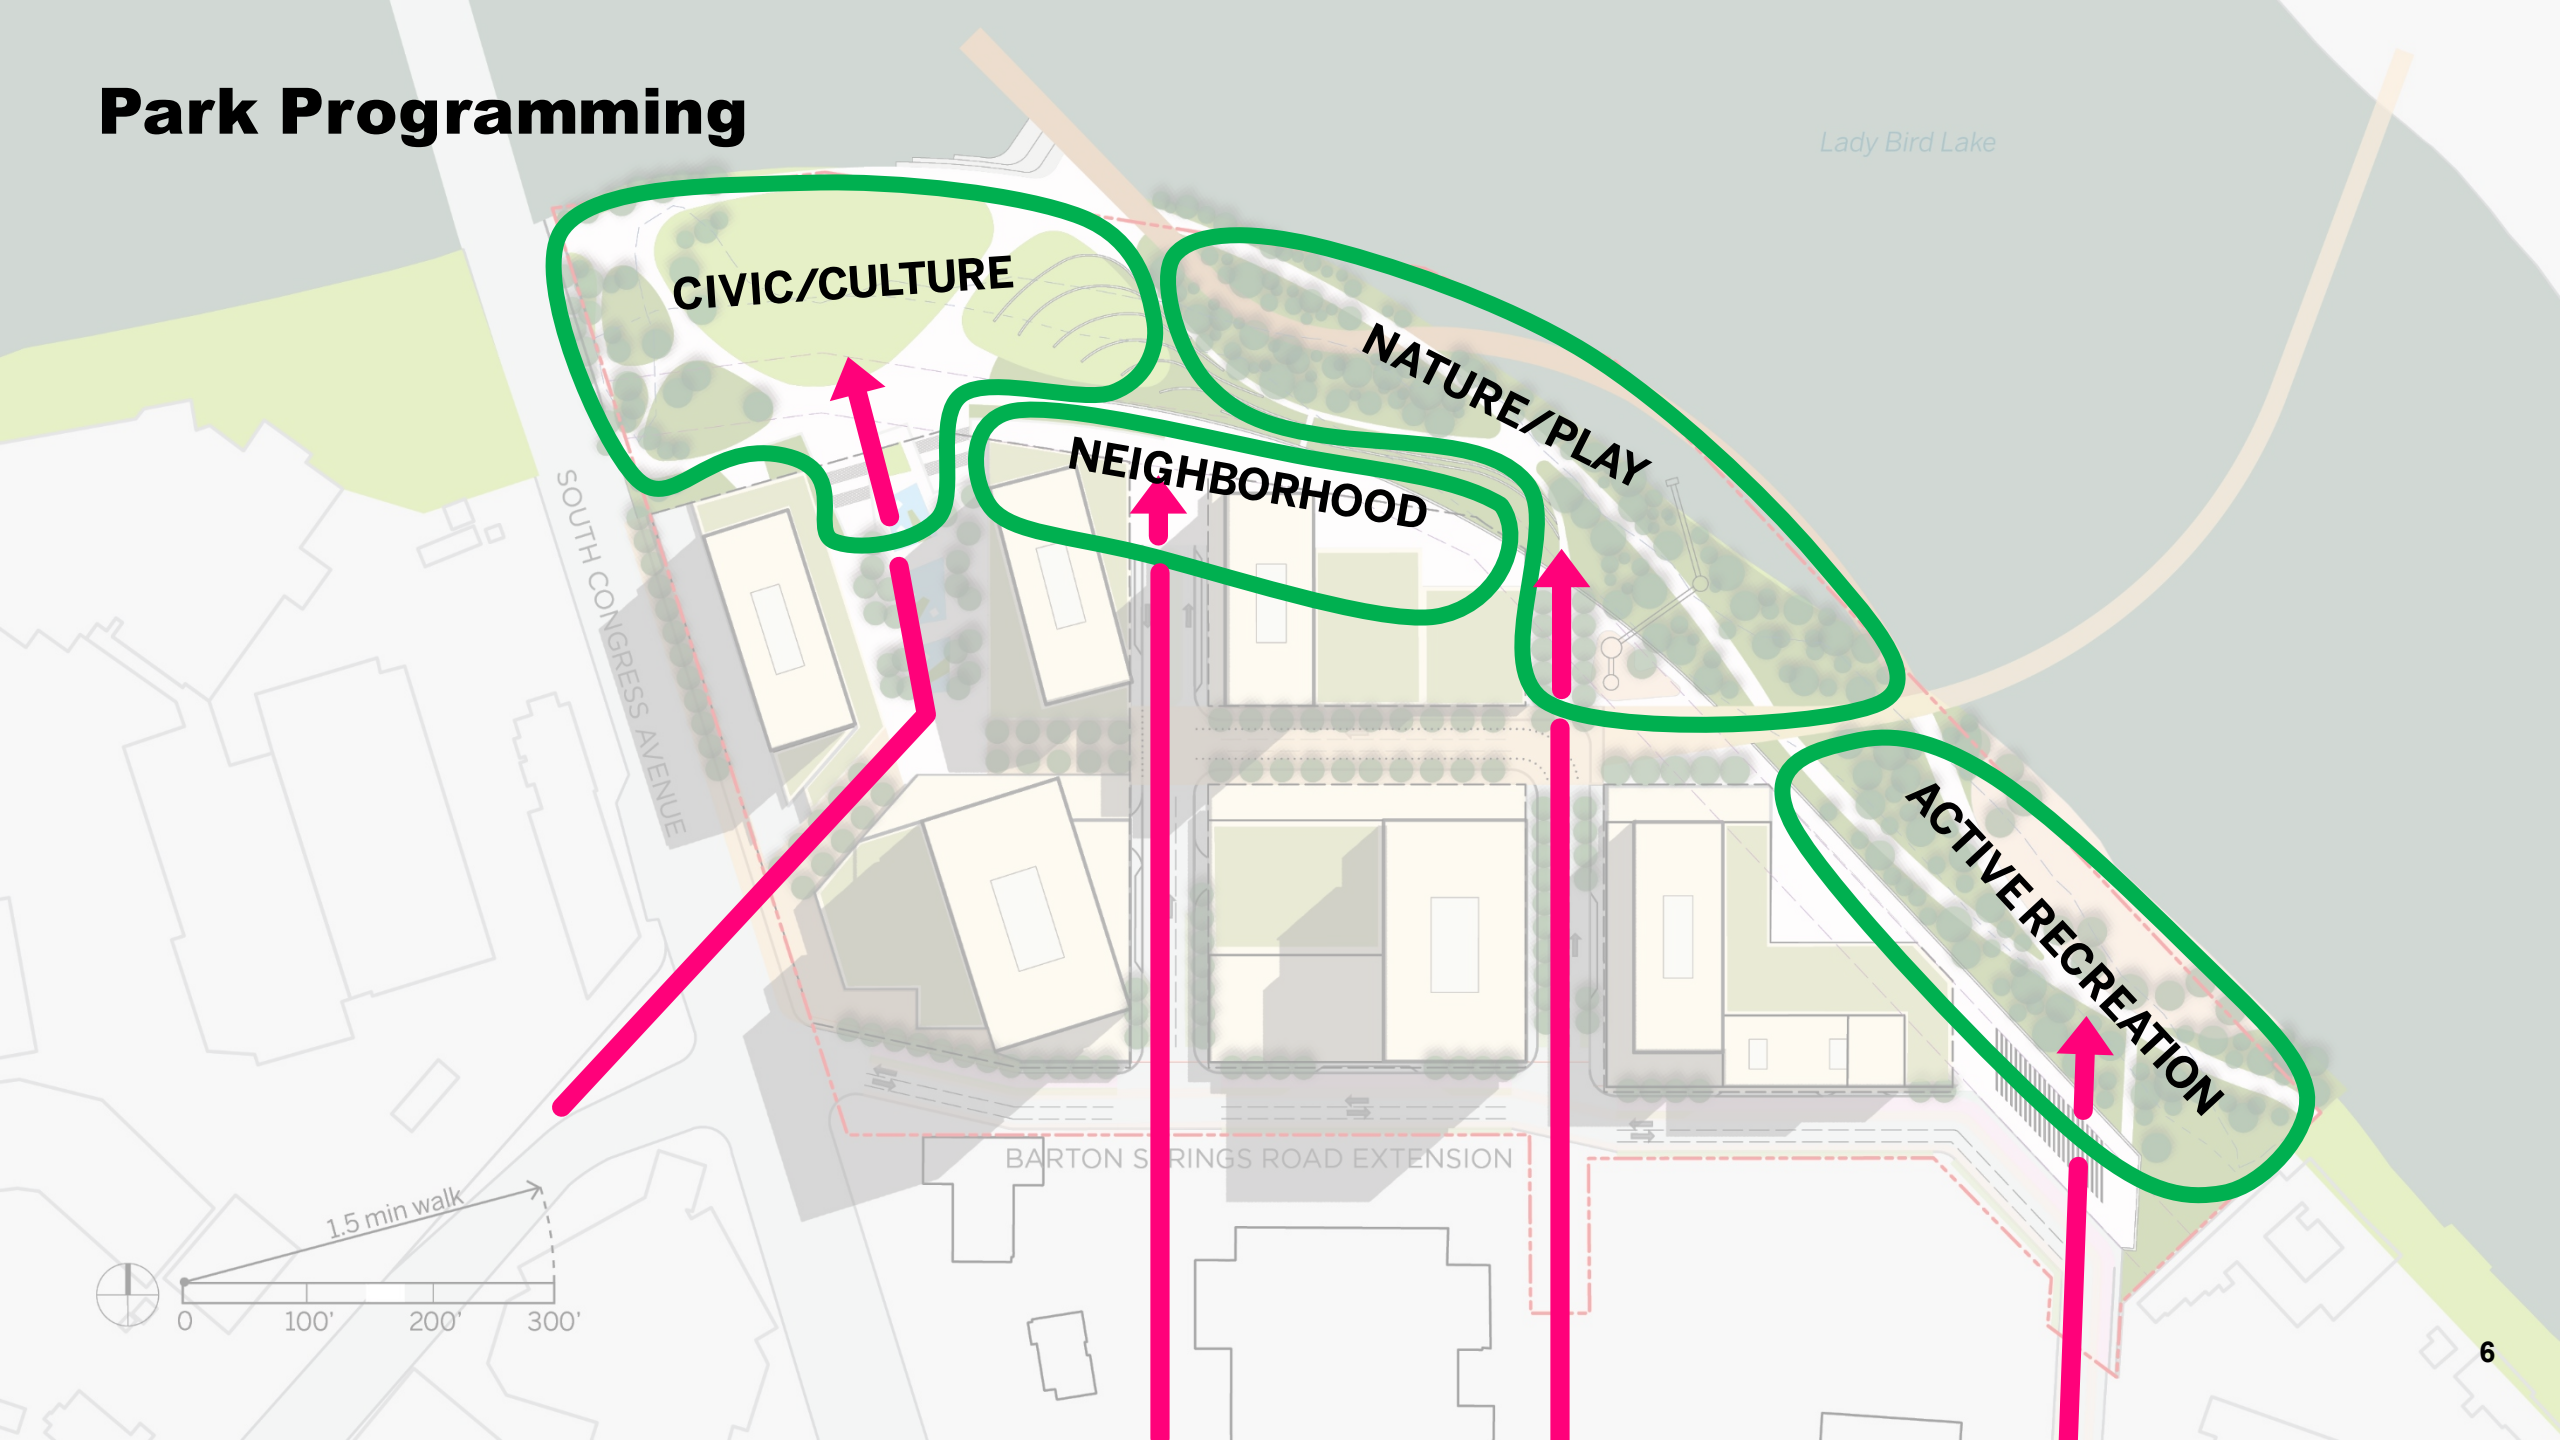 Park Programming
Lady Bird Lake
CIVIC/CULTURE
NATURE/PLAY
NEIGHBORHOOD
SOUTH CONGRESS AVENUE
ACTIVE RECREATION
BARTON SPRINGS ROAD EXTENSION
1.5 min walk
0 100' 200' 300'
6